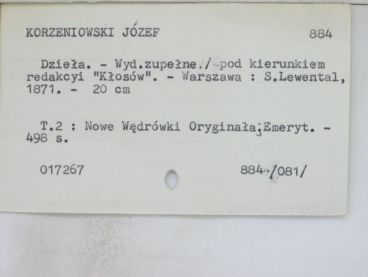 KORZENIOWSKI JÓZEF 884
Dzieła. - Wyd.zupełne./ pod kierunkiem
redakcyi "Kłosów". - Warszawa : S.Lewental,
1871. - 20 cm
T.2 : Nowe Wędrówki Oryginała;Emeryt. -
498 s.
017267 884-/081/